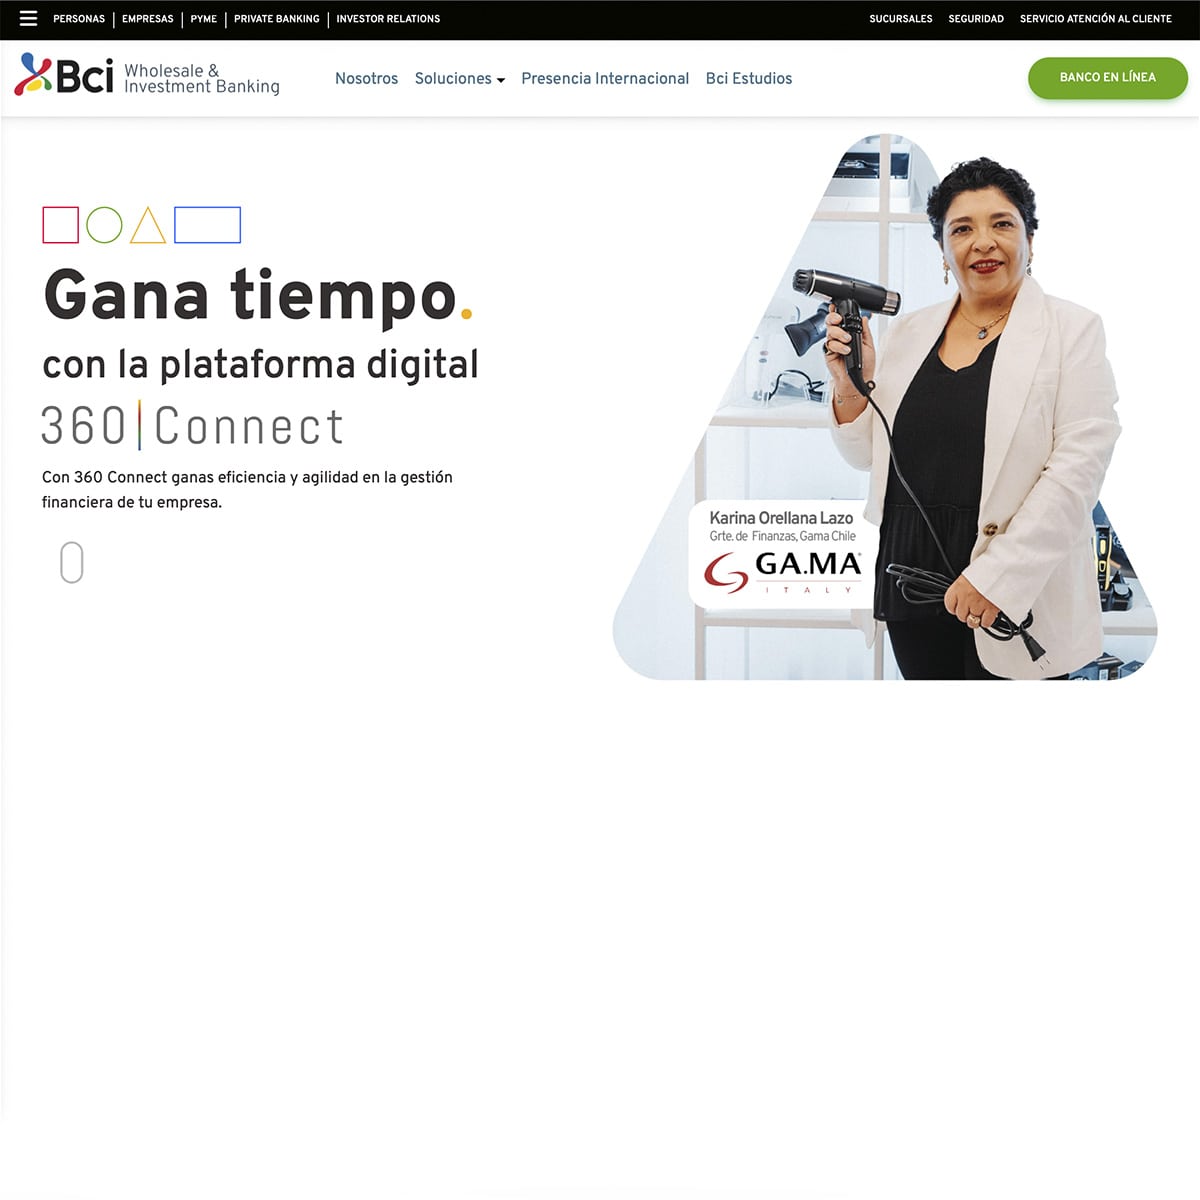 PERSONAS EMPRESAS PYME PRIVATE BANKING INVESTOR RELATIONS
SUCURSALES SEGURIDAD SERVICIO ATENCIÓN AL CLIENTE
Bci Wholesale &
Investment Banking
Nosotros Soluciones Presencia Internacional Bci Estudios
BANCO EN LÍNEA
Gana tiempo.
con la plataforma digital
360|Connect
Con 360 Connect ganas eficiencia y agilidad en la gestión
financiera de tu empresa.
Karina Orellana Lazo
Grte. de Finanzas, Gama Chile
GA.MA
ITALY